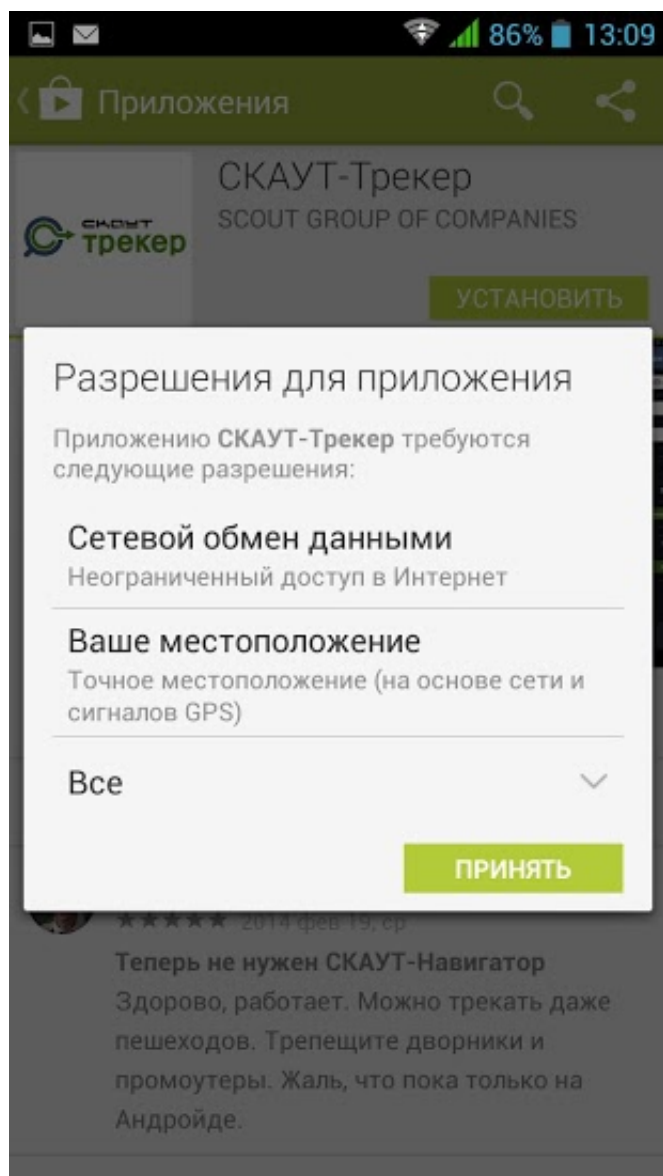 86% 13:09
Приложения
СКАУТ-Трекер
SCOUT GROUP OF COMPANIES
скаут
трекер
УСТАНОВИТЬ
Разрешения для приложения
Приложению СКАУТ-Трекер требуются
следующие разрешения:
Сетевой обмен данными
Неограниченный доступ в Интернет
Ваше местоположение
Точное местоположение (на основе сети и
сигналов GPS)
Все
ПРИНЯТЬ
2014 фев 19, ср
Теперь не нужен СКАУТ-Навигатор
Здорово, работает. Можно трекать даже
пешеходов. Трепещите дворники и
промоутеры. Жаль, что пока только на
Андройде.